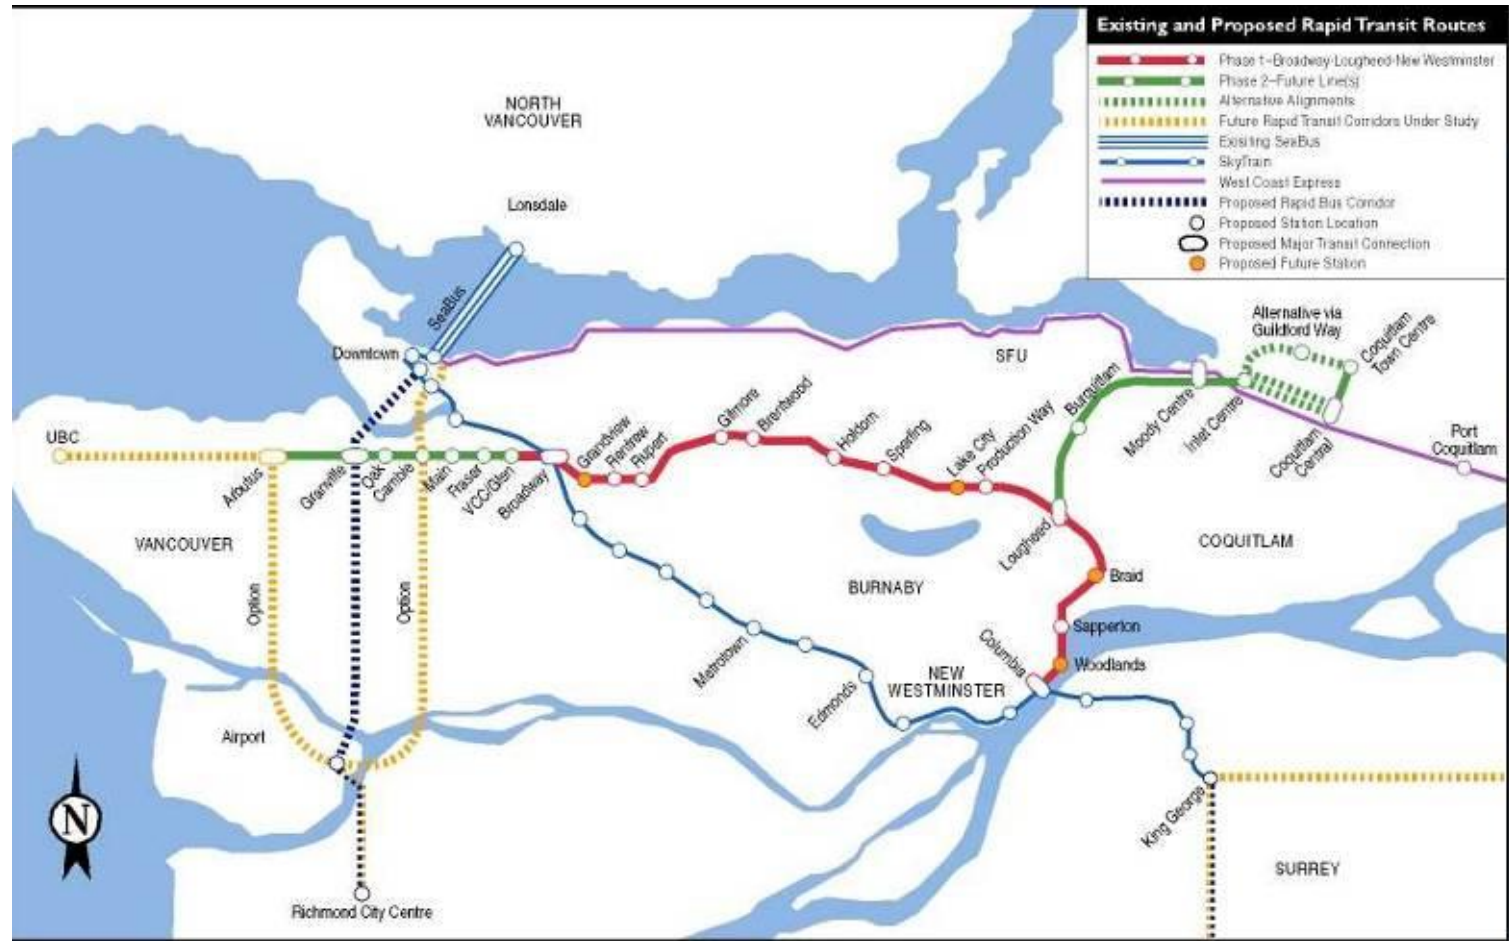 Existing and Proposed Rapid Transit Routes
Phase 1-Broadway-Lougheed-New Westminster
Phase 2-Future Line(s)
Alternative Alignments
Future Rapid Transit Corridors Under Study
Exisiting SeaBus
SkyTrain
West Coast Express
Proposed Rapid Bus Corridor
Proposed Station Location
Proposed Major Transit Connection
Proposed Future Station
NORTH
VANCOUVER
Lonsdale
SeaBus
Downtown
SFU
Alternative via
Guildford Way
Coquitlam
Town Centre
Burquitlam
Moody Centre
Inlet Centre
Coquitlam
Central
Port
Coquitlam
UBC
Arbutus
Granville
Oak
Cambie
Main
Fraser
VCC/Glen
Broadway
Grandview
Rentrew
Rupert
Gilmore
Brentwood
Holdom
Sperling
Lake City
Production Way
Lougheed
VANCOUVER
COQUITLAM
BURNABY
Option
Option
Braid
Sapperton
Woodlands
Columbia
NEW
WESTMINSTER
Metrotown
Edmonds
Airport
King George
N
SURREY
Richmond City Centre